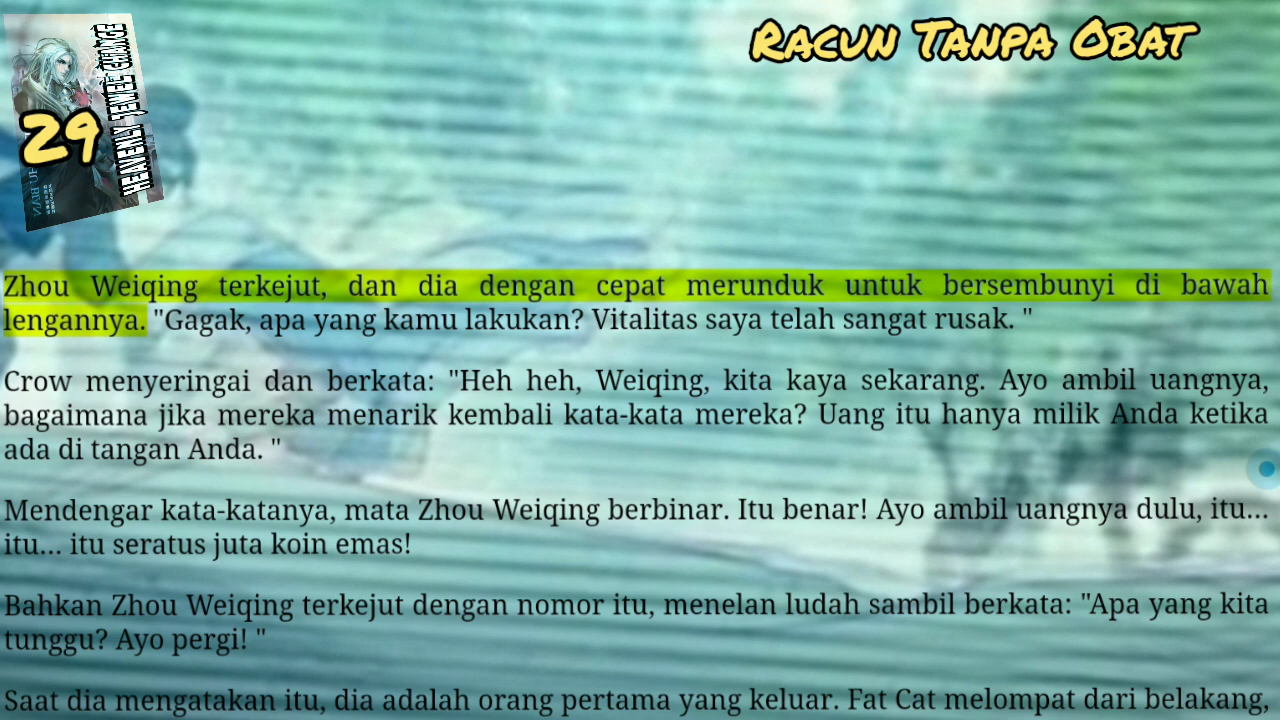 Racun Tanpa Obat
29
HEAVENLY JEWEL CHANGE
Zhou Weiqing terkejut, dan dia dengan cepat merunduk untuk bersembunyi di bawah
lengannya. "Gagak, apa yang kamu lakukan? Vitalitas saya telah sangat rusak. "
Crow menyeringai dan berkata: "Heh heh, Weiqing, kita kaya sekarang. Ayo ambil uangnya,
bagaimana jika mereka menarik kembali kata-kata mereka? Uang itu hanya milik Anda ketika
ada di tangan Anda. "
Mendengar kata-katanya, mata Zhou Weiqing berbinar. Itu benar! Ayo ambil uangnya dulu, itu...
itu... itu seratus juta koin emas!
Bahkan Zhou Weiqing terkejut dengan nomor itu, menelan ludah sambil berkata: "Apa yang kita
tunggu? Ayo pergi! "
Saat dia mengatakan itu, dia adalah orang pertama yang keluar. Fat Cat melompat dari belakang,